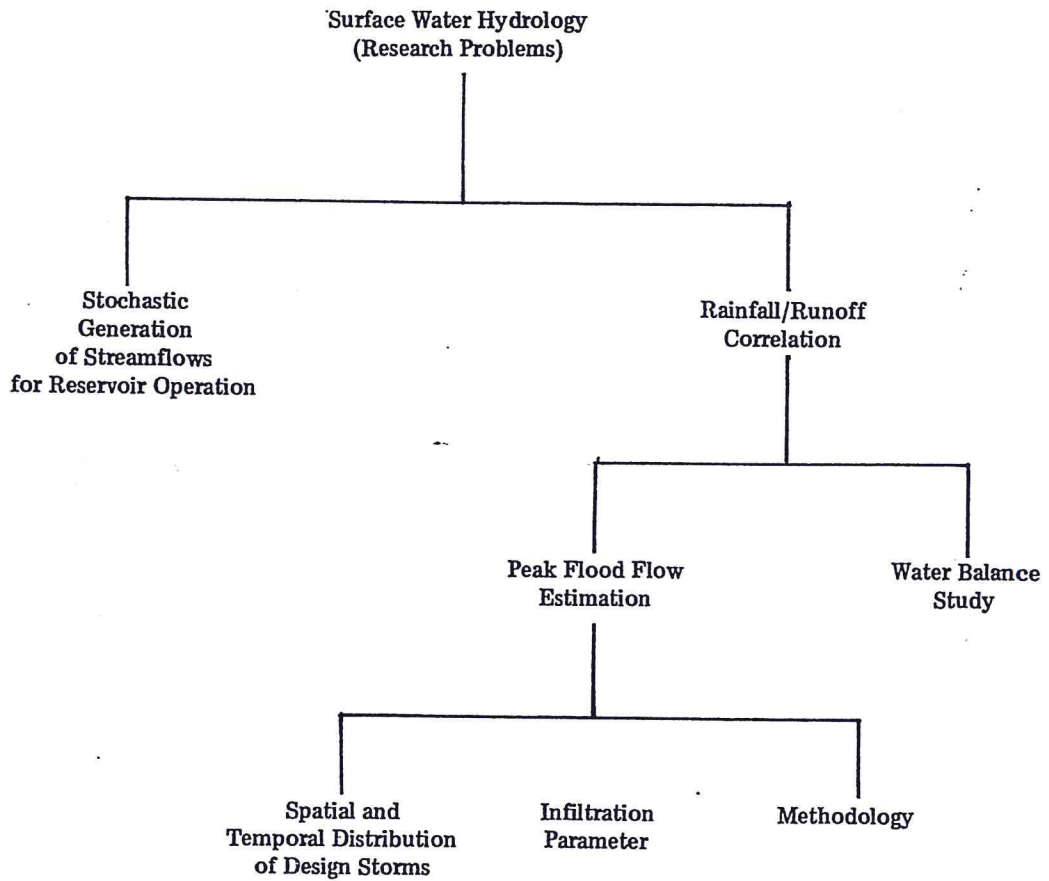 Surface Water Hydrology
(Research Problems)
Stochastic
Generation
of Streamflows
for Reservoir Operation
Rainfall/Runoff
Correlation
Peak Flood Flow
Estimation
Water Balance
Study
Spatial and
Temporal Distribution
of Design Storms
Infiltration
Parameter
Methodology